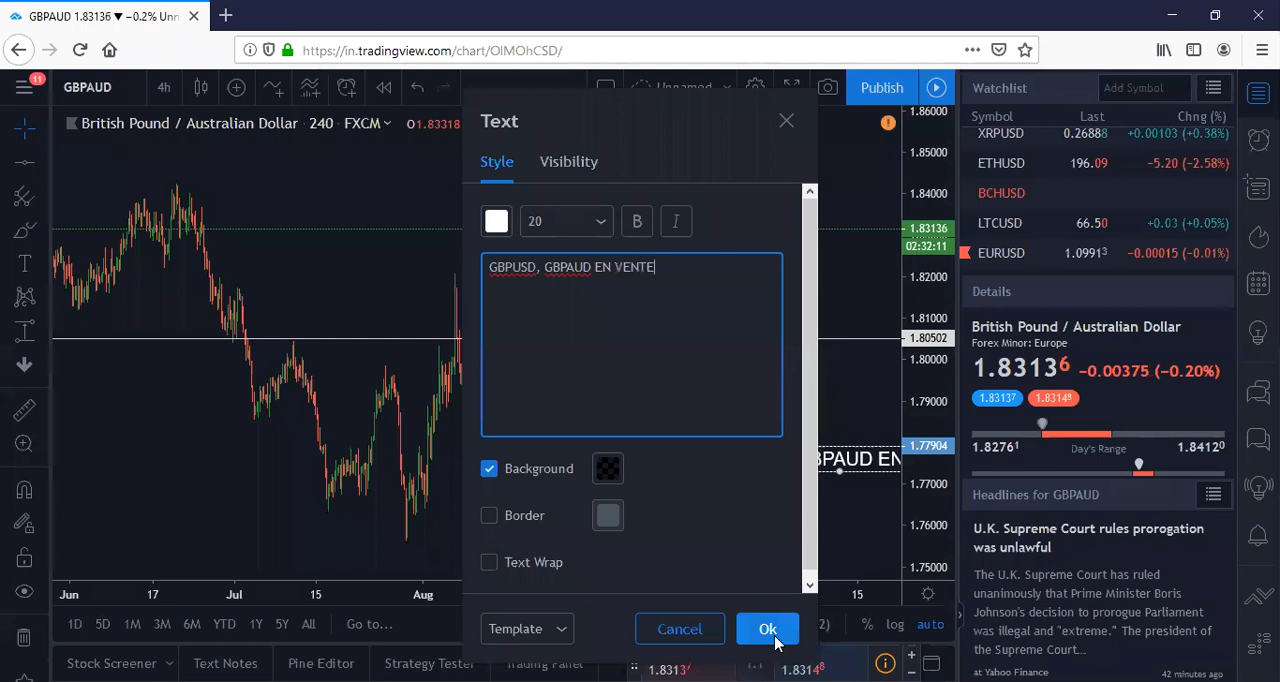 GBPAUD 1.83136 ▼ −0.2% Unn
https://in.tradingview.com/chart/OIMOhCSD/
11
GBPAUD
4h
Unnamed
Publish
British Pound / Australian Dollar · 240 · FXCM
O1.83318
Text
Style
Visibility
20
B
I
GBPUSD, GBPAUD EN VENTE
Background
Border
Text Wrap
Template
Cancel
Ok
1.86000
1.85000
1.84000
1.83136
02:32:11
1.82000
1.81000
1.80502
1.80000
1.79000
1.77904
BPAUD EN
1.77000
1.76000
1.75000
Jun
17
Jul
15
Aug
15
1D
5D
1M
3M
6M
YTD
1Y
5Y
All
Go to...
%
log
auto
Stock Screener
Text Notes
Pine Editor
Strategy Tester
Trading Panel
1.83137
1.83148
Watchlist
Add Symbol
Symbol
Last
Chng (%)
XRPUSD 0.26888 +0.00103 (+0.38%)
ETHUSD 196.09 −5.20 (−2.58%)
BCHUSD
LTCUSD 66.50 +0.03 (+0.05%)
EURUSD 1.09913 −0.00015 (−0.01%)
Details
British Pound / Australian Dollar
Forex Minor: Europe
1.83136 −0.00375 (−0.20%)
1.83137
1.83148
1.82761
Day's Range
1.84120
Headlines for GBPAUD
U.K. Supreme Court rules prorogation
was unlawful
The U.K. Supreme Court has ruled
unanimously that Prime Minister Boris
Johnson's decision to prorogue Parliament
was illegal and "extreme." The president of
the Supreme Court...
at Yahoo Finance
42 minutes ago